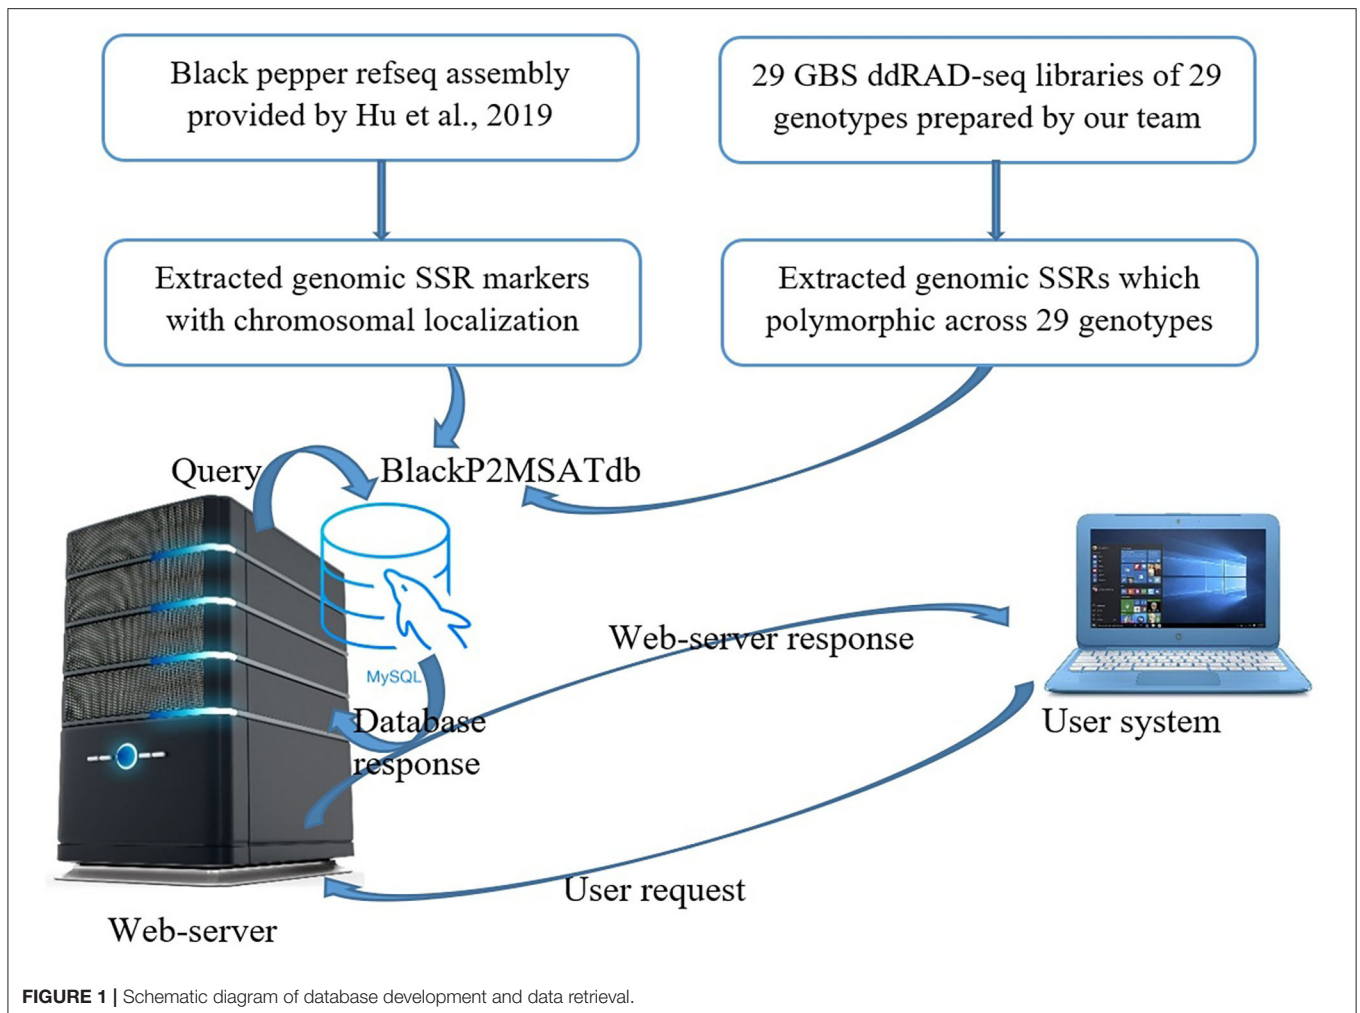 Black pepper refseq assembly
provided by Hu et al., 2019
29 GBS ddRAD-seq libraries of 29
genotypes prepared by our team
Extracted genomic SSR markers
with chromosomal localization
Extracted genomic SSRs which
polymorphic across 29 genotypes
Query
BlackP2MSATdb
MySQL
Web-server response
Database
response
User system
User request
Web-server
FIGURE 1 | Schematic diagram of database development and data retrieval.